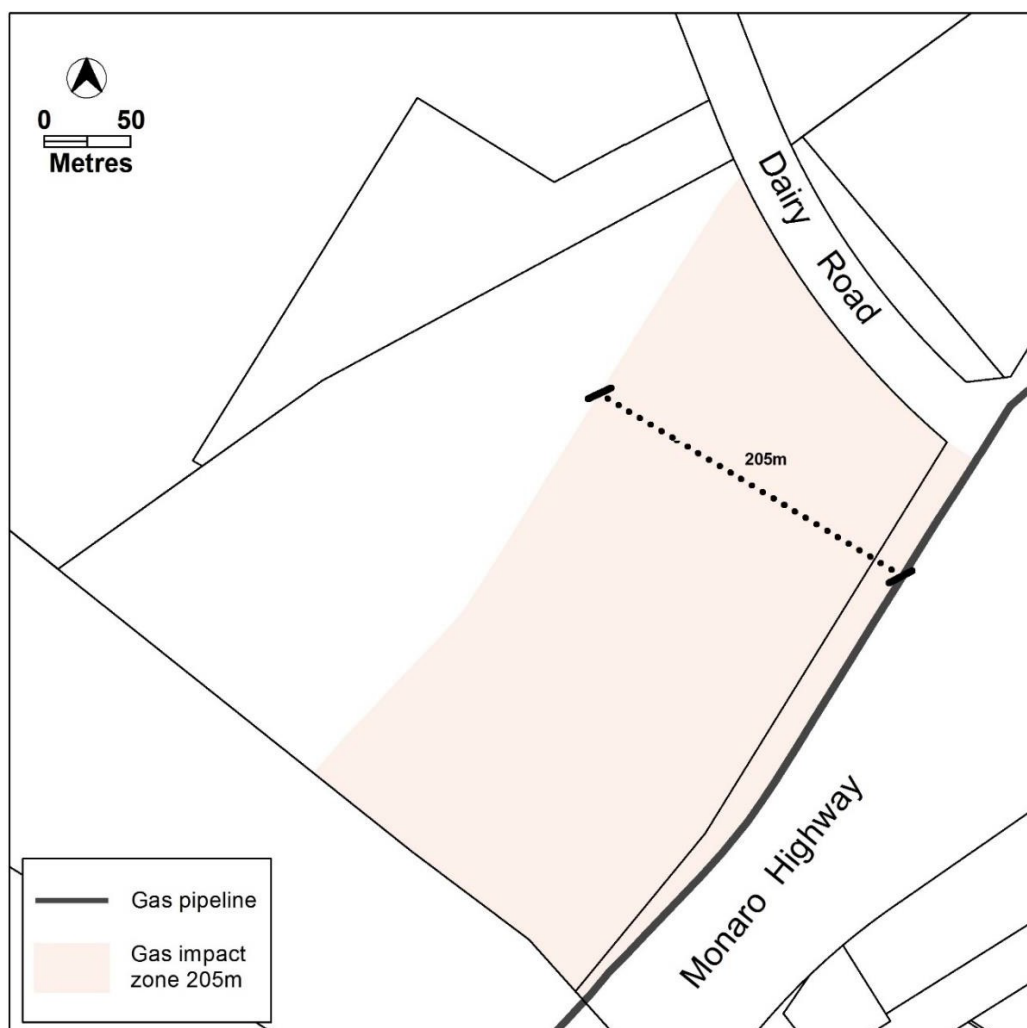 0 50
Metres
Dairy Road
205m
Monaro Highway
Gas pipeline
Gas impact
zone 205m